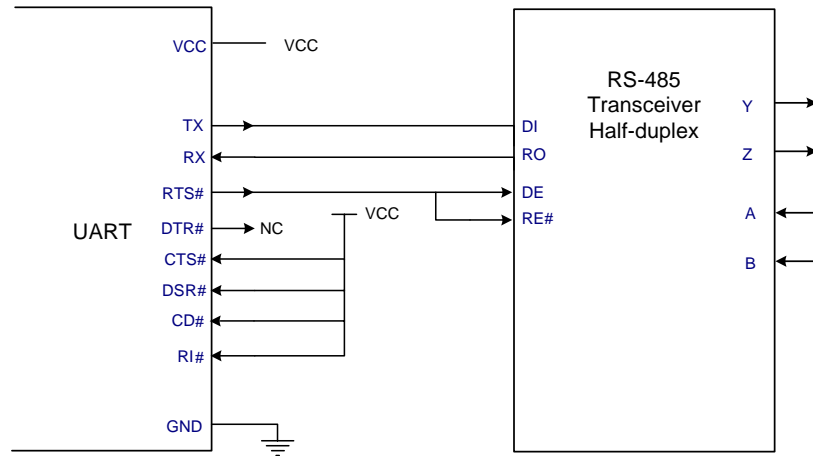 VCC
VCC
TX
RX
RTS#
DTR#
NC
VCC
UART
CTS#
DSR#
CD#
RI#
GND
RS-485
Transceiver
Half-duplex
DI
RO
DE
RE#
Y
Z
A
B